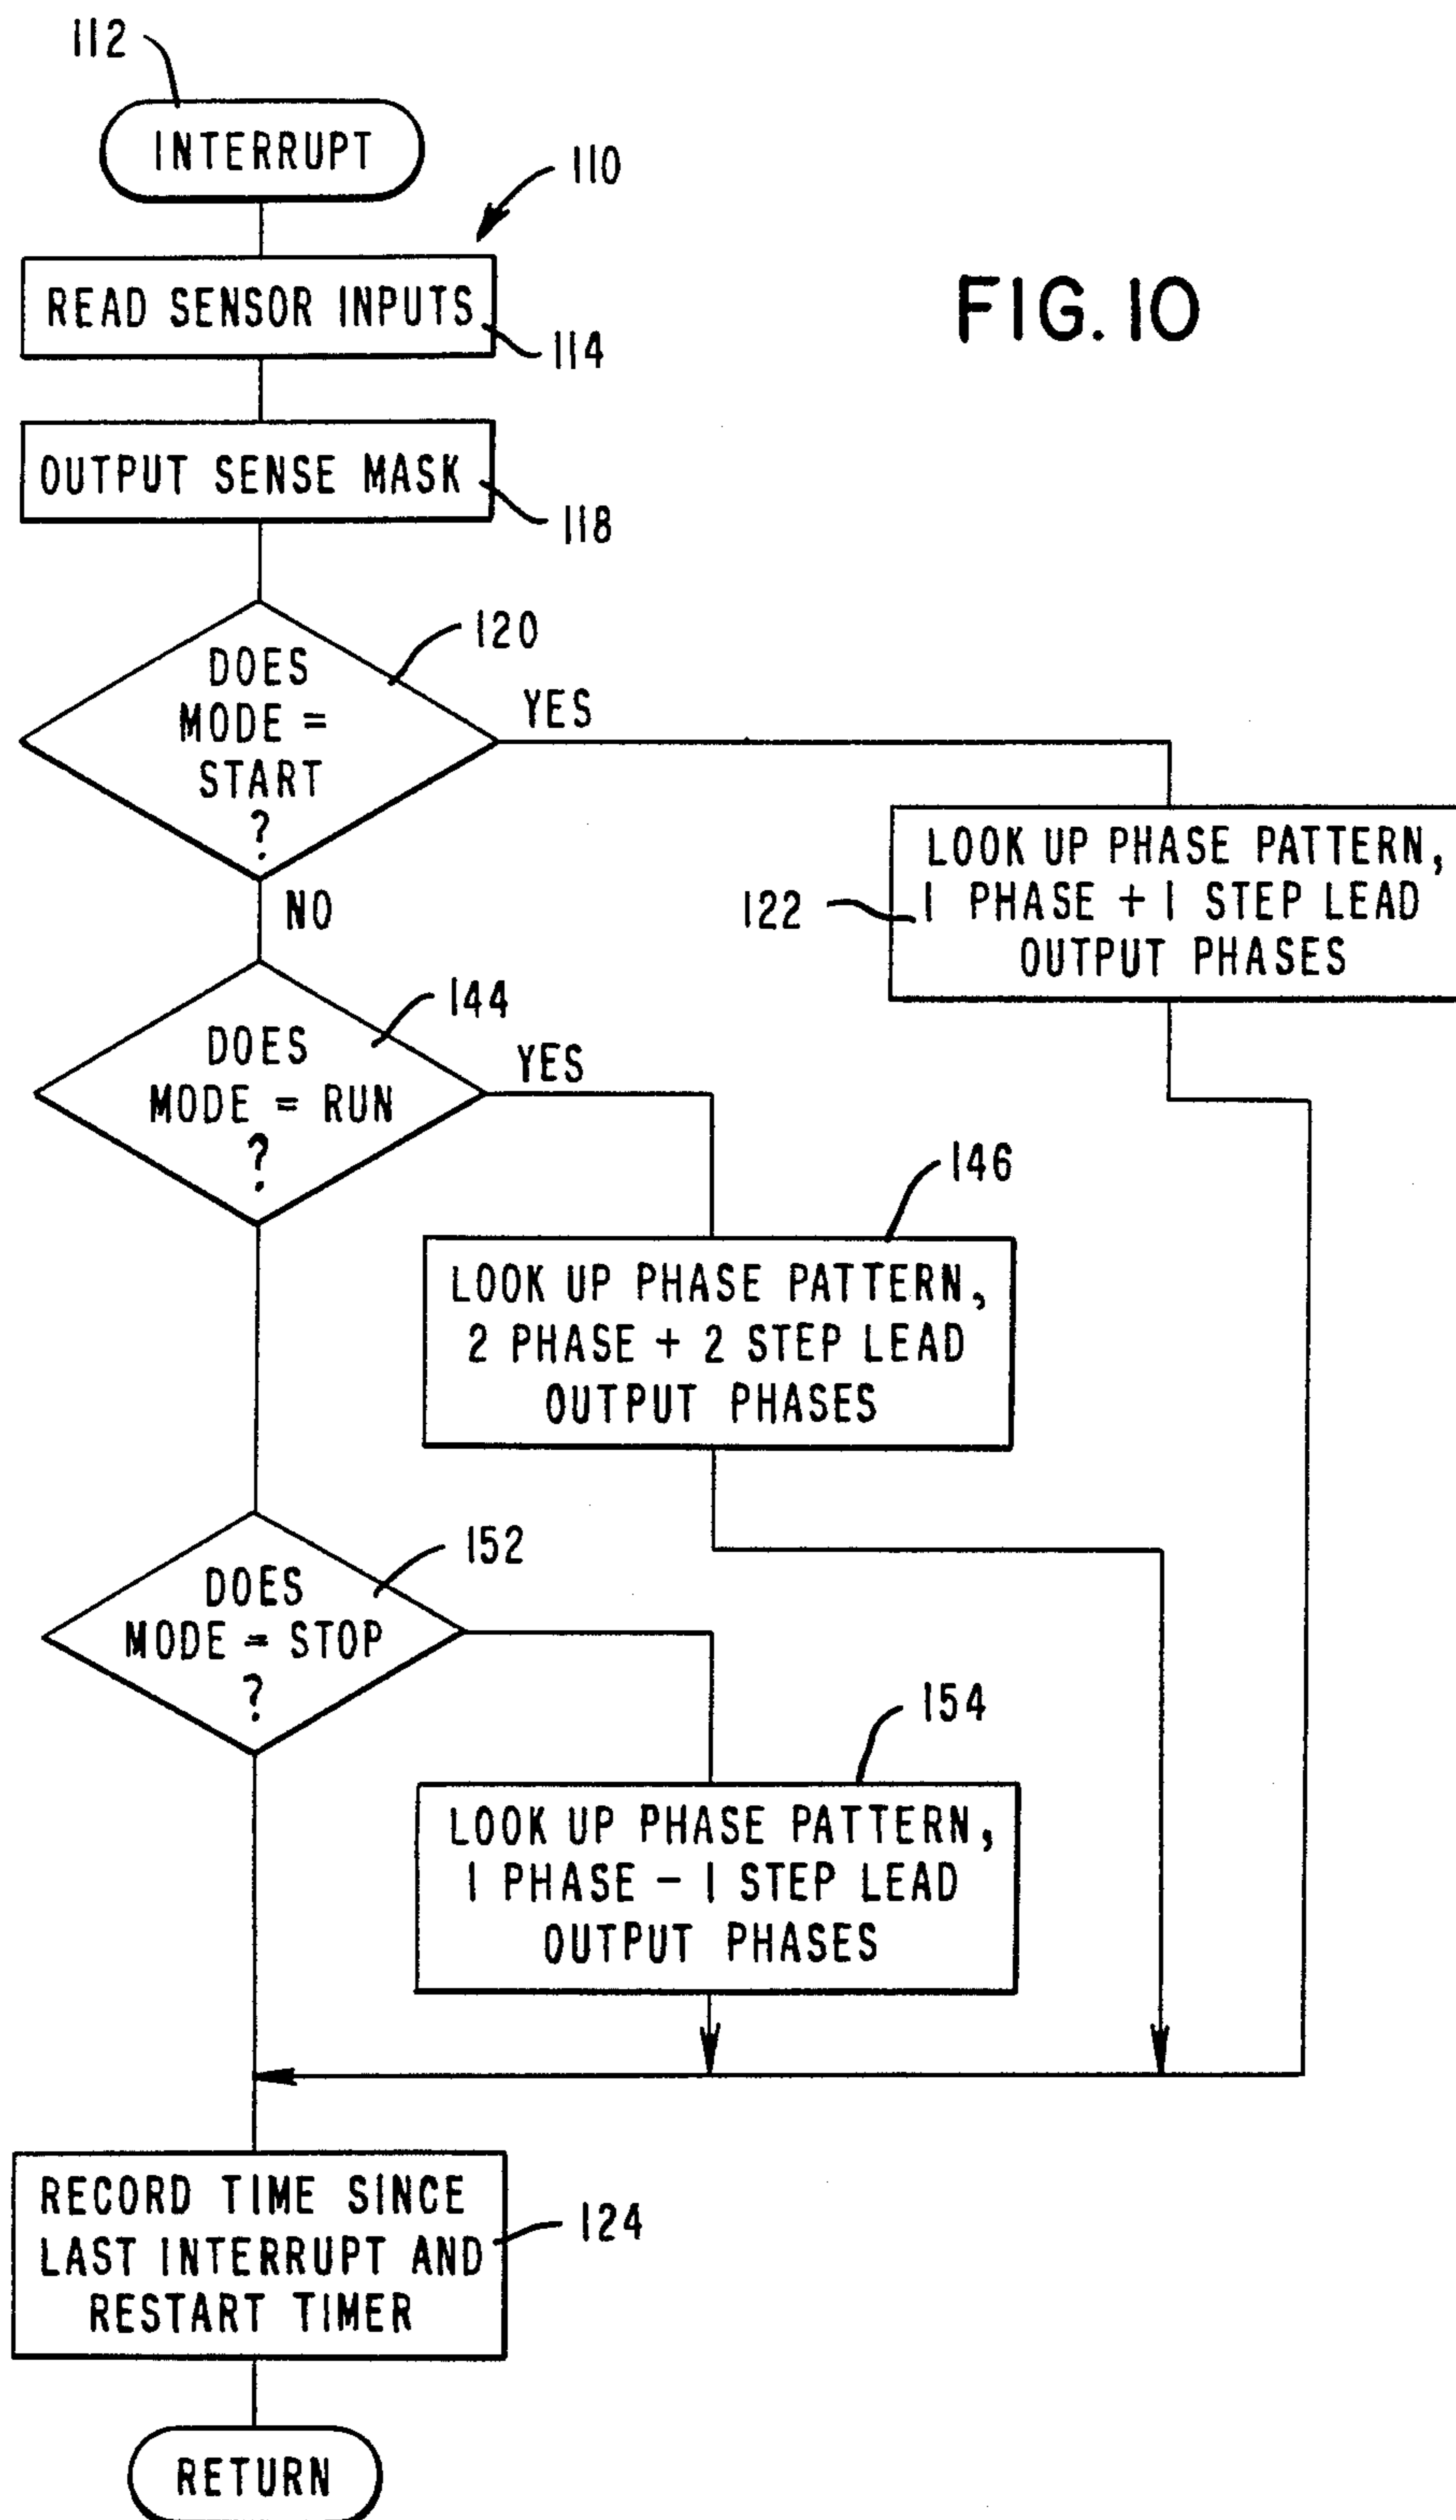 112
INTERRUPT
110
FIG. 10
READ SENSOR INPUTS
114
OUTPUT SENSE MASK
118
120
DOES
MODE =
START
?
YES
NO
122
LOOK UP PHASE PATTERN,
1 PHASE + 1 STEP LEAD
OUTPUT PHASES
144
DOES
MODE = RUN
?
YES
146
LOOK UP PHASE PATTERN,
2 PHASE + 2 STEP LEAD
OUTPUT PHASES
152
DOES
MODE = STOP
?
154
LOOK UP PHASE PATTERN,
1 PHASE - 1 STEP LEAD
OUTPUT PHASES
RECORD TIME SINCE
LAST INTERRUPT AND
RESTART TIMER
124
RETURN